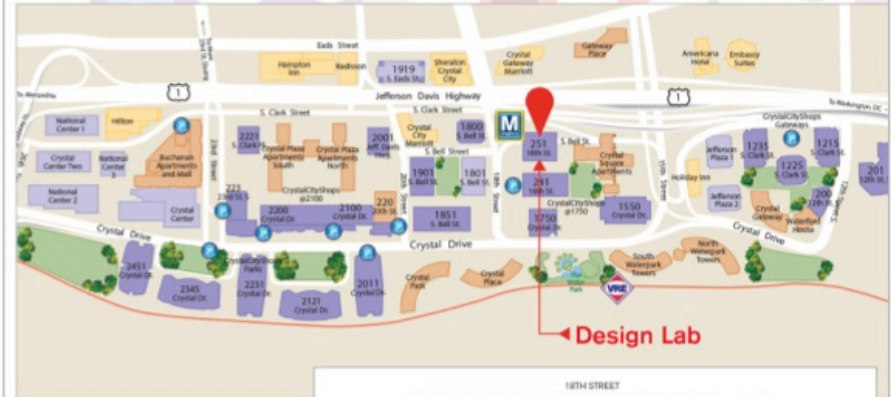 Eads Street
Gateway
Place
Hampton
Inn
Radisson
1919
S. Eads St.
Sheraton
Crystal
City
Crystal
Gateway
Marriott
Americana
Hotel
Embassy
Suites
To Alexandria
1
Jefferson Davis Highway
1
To Washington, DC
S. Clark Street
S. Clark Street
National
Center 1
Hilton
P
23rd Street
2221
S. Clark St.
Crystal Plaza
Apartments
South
Crystal Plaza
Apartments
North
2001
Jeff. Davis
Hwy.
Crystal
City
Marriott
1800
S. Bell St.
M
251
18th St.
S. Bell St.
Crystal
Square
Apartments
15th Street
Jefferson
Plaza 1
CrystalCityShops
Gateways
P
1235
S. Clark St.
1215
S. Clark St.
Crystal
Center Two
National
Center
3
Buchanan
Apartments
and Mall
S. Bell Street
1901
S. Bell St.
1801
S. Bell St.
18th Street
P
241
18th St.
Holiday Inn
1225
S. Clark St.
201
National
Center 2
Crystal
Center
223
23rd St. S
P
CrystalCityShops
@2100
2200
Crystal Dr.
2100
Crystal Dr.
220
20th St.
20th Street
1851
S. Bell St.
1750
Crystal Dr.
CrystalCityShops
@1750
1550
Crystal Dr.
Jefferson
Plaza 2
Crystal
Gateway
Waterford
House
200
12th St. S
12th Street S
P
P
P
Crystal Drive
P
Crystal Drive
Crystal Drive
P
2451
Crystal Dr.
CrystalCityShops
Parks
2345
Crystal Dr.
2231
Crystal Dr.
2121
Crystal Dr.
2011
Crystal Dr.
Crystal
Park
Crystal
Place
The
Water
Park
VRE
South
Waterpark
Towers
North
Waterpark
Towers
Design Lab
18TH STREET